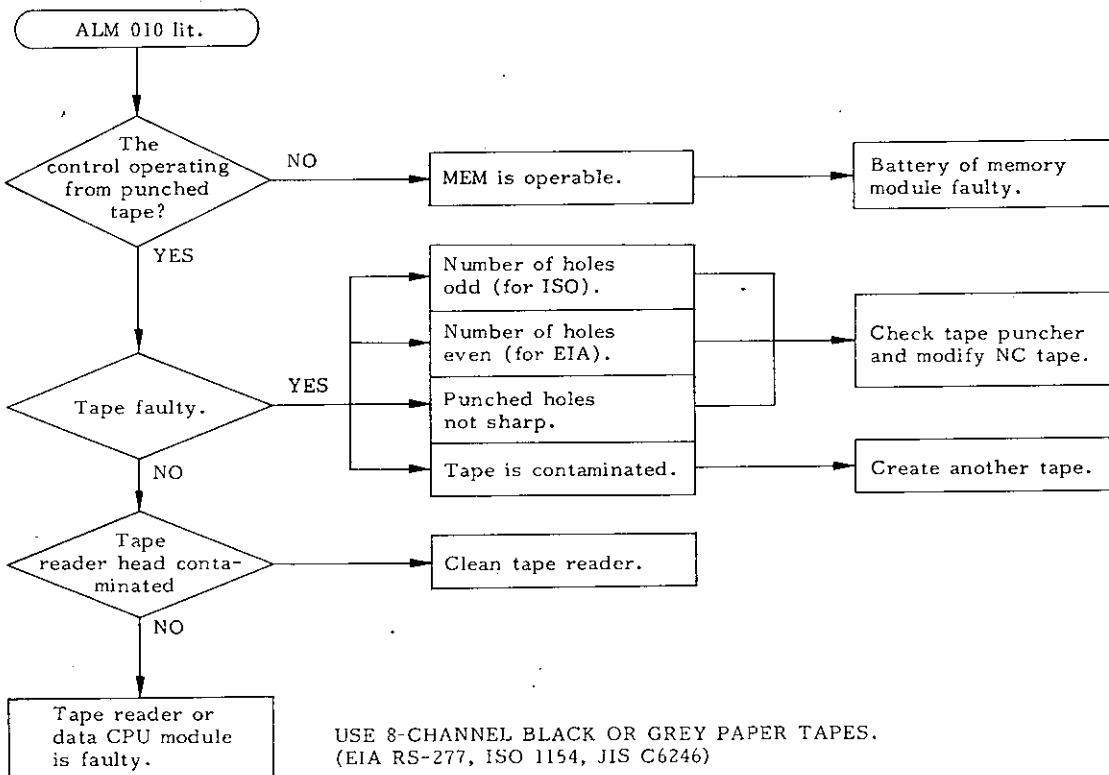 ALM 010 lit.
The
control operating
from punched
tape?
NO
MEM is operable.
Battery of memory
module faulty.
YES
Number of holes
odd (for ISO).
Number of holes
even (for EIA).
Punched holes
not sharp.
Tape is contaminated.
Check tape puncher
and modify NC tape.
Create another tape.
Tape faulty.
YES
NO
Tape
reader head conta-
minated
Clean tape reader.
NO
Tape reader or
data CPU module
is faulty.
USE 8-CHANNEL BLACK OR GREY PAPER TAPES.
(EIA RS-277, ISO 1154, JIS C6246)